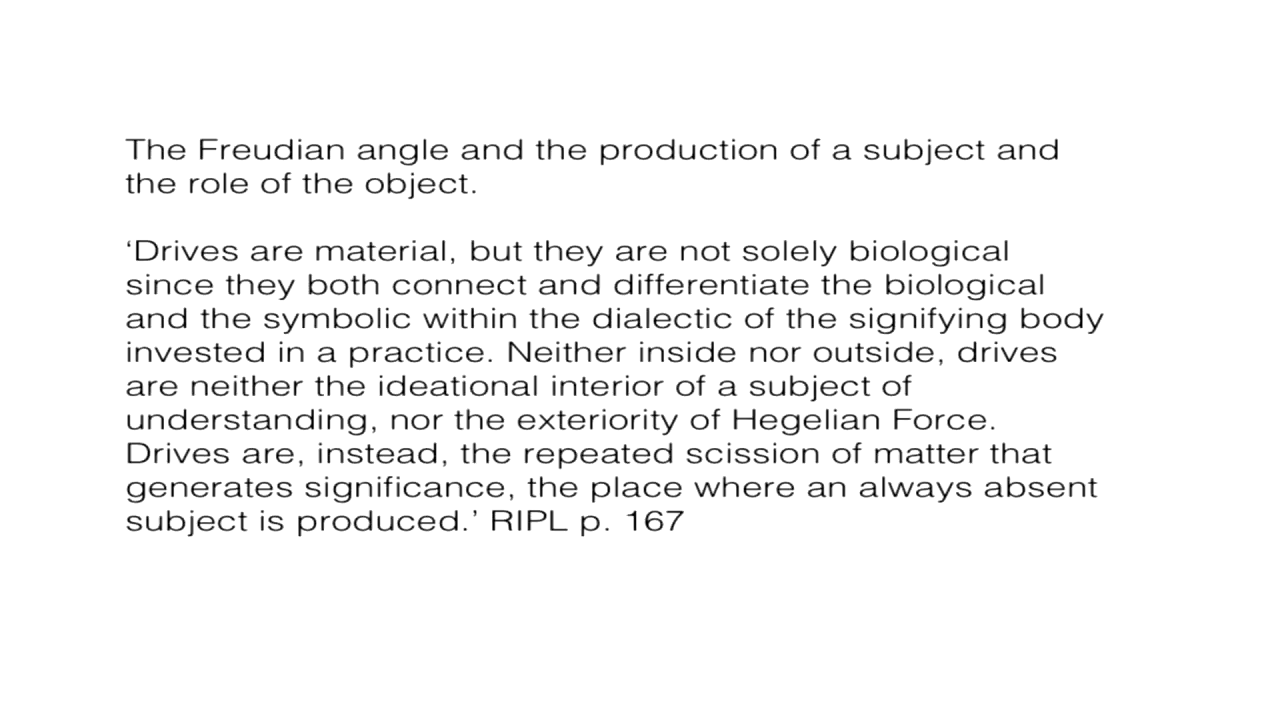 The Freudian angle and the production of a subject and
the role of the object.
‘Drives are material, but they are not solely biological
since they both connect and differentiate the biological
and the symbolic within the dialectic of the signifying body
invested in a practice. Neither inside nor outside, drives
are neither the ideational interior of a subject of
understanding, nor the exteriority of Hegelian Force.
Drives are, instead, the repeated scission of matter that
generates significance, the place where an always absent
subject is produced.’ RIPL p. 167